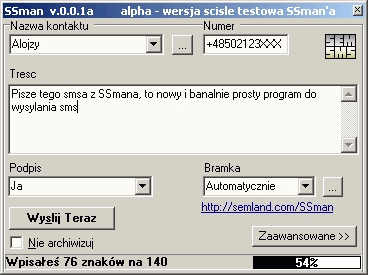 SSman v.0.0.1a alpha - wersja scisle testowa SSman'a
Nazwa kontaktu Numer
Alojzy ... +48502123XXX
SEM SMS
Tresc
Pisze tego smsa z SSmana, to nowy i banalnie prosty program do
wysylania sms
Podpis Bramka
Ja Automatycznie ...
http://semland.com/SSman
Wyslij Teraz
Nie archiwizuj Zaawansowane >>
Wpisałeś 76 znaków na 140 54%